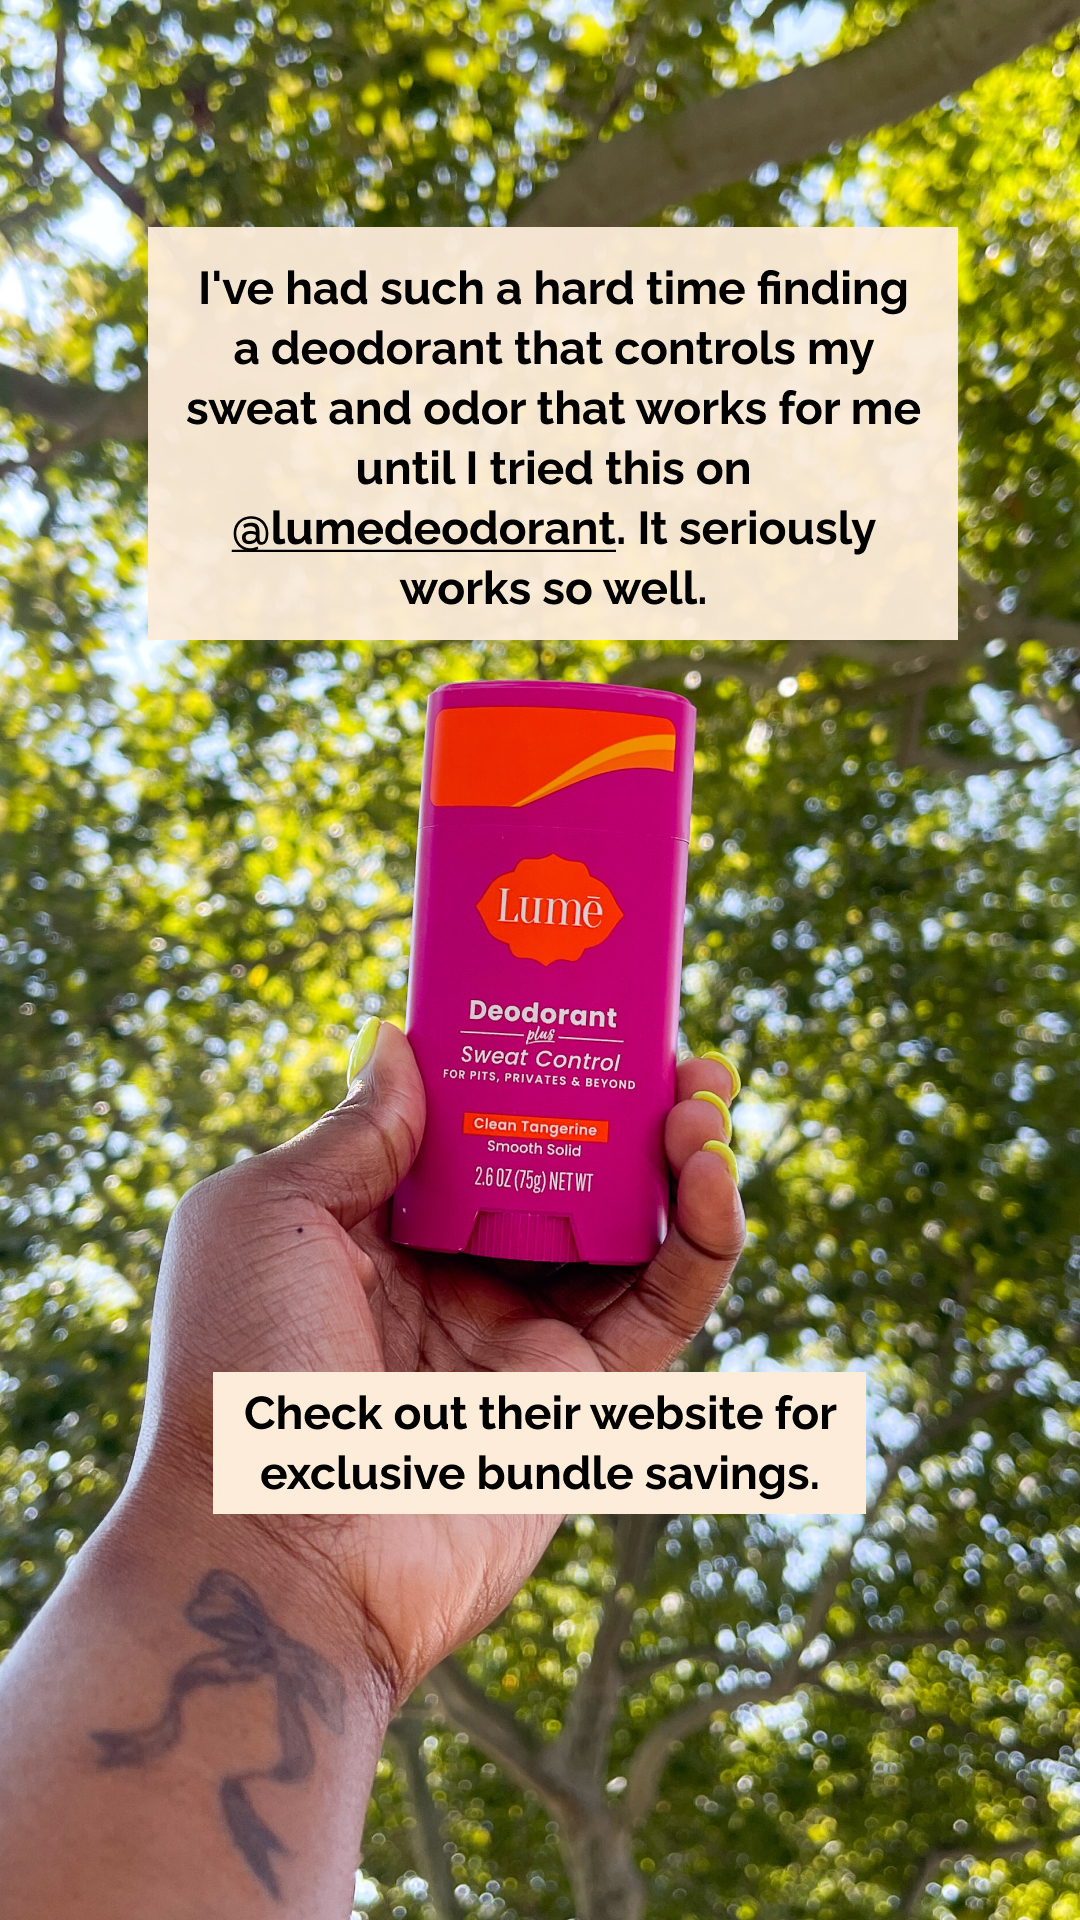 I've had such a hard time finding
a deodorant that controls my
sweat and odor that works for me
until I tried this on
@lumedeodorant. It seriously
works so well.
Lumē
Deodorant
plus
Sweat Control
FOR PITS, PRIVATES & BEYOND
Clean Tangerine
Smooth Solid
2.6 OZ (75g) NET WT
Check out their website for
exclusive bundle savings.